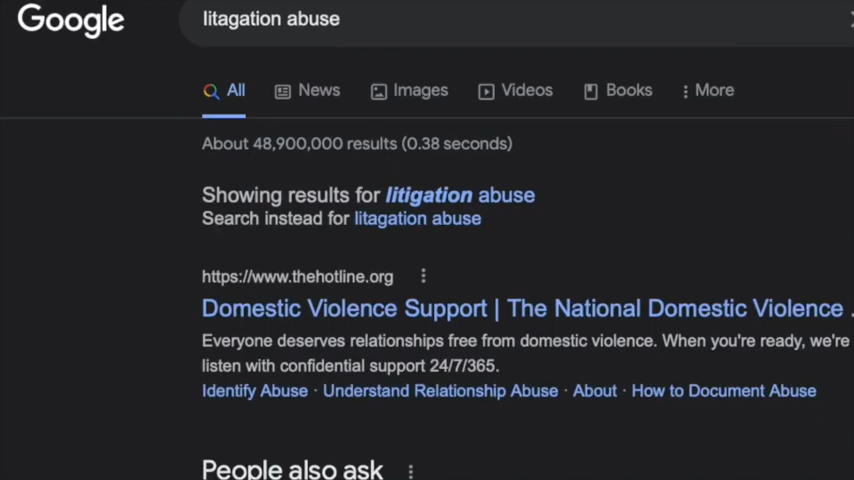 Google
litagation abuse
All News Images Videos Books More
About 48,900,000 results (0.38 seconds)
Showing results for litigation abuse
Search instead for litagation abuse
https://www.thehotline.org
Domestic Violence Support | The National Domestic Violence .
Everyone deserves relationships free from domestic violence. When you're ready, we're
listen with confidential support 24/7/365.
Identify Abuse · Understand Relationship Abuse · About · How to Document Abuse
People also ask